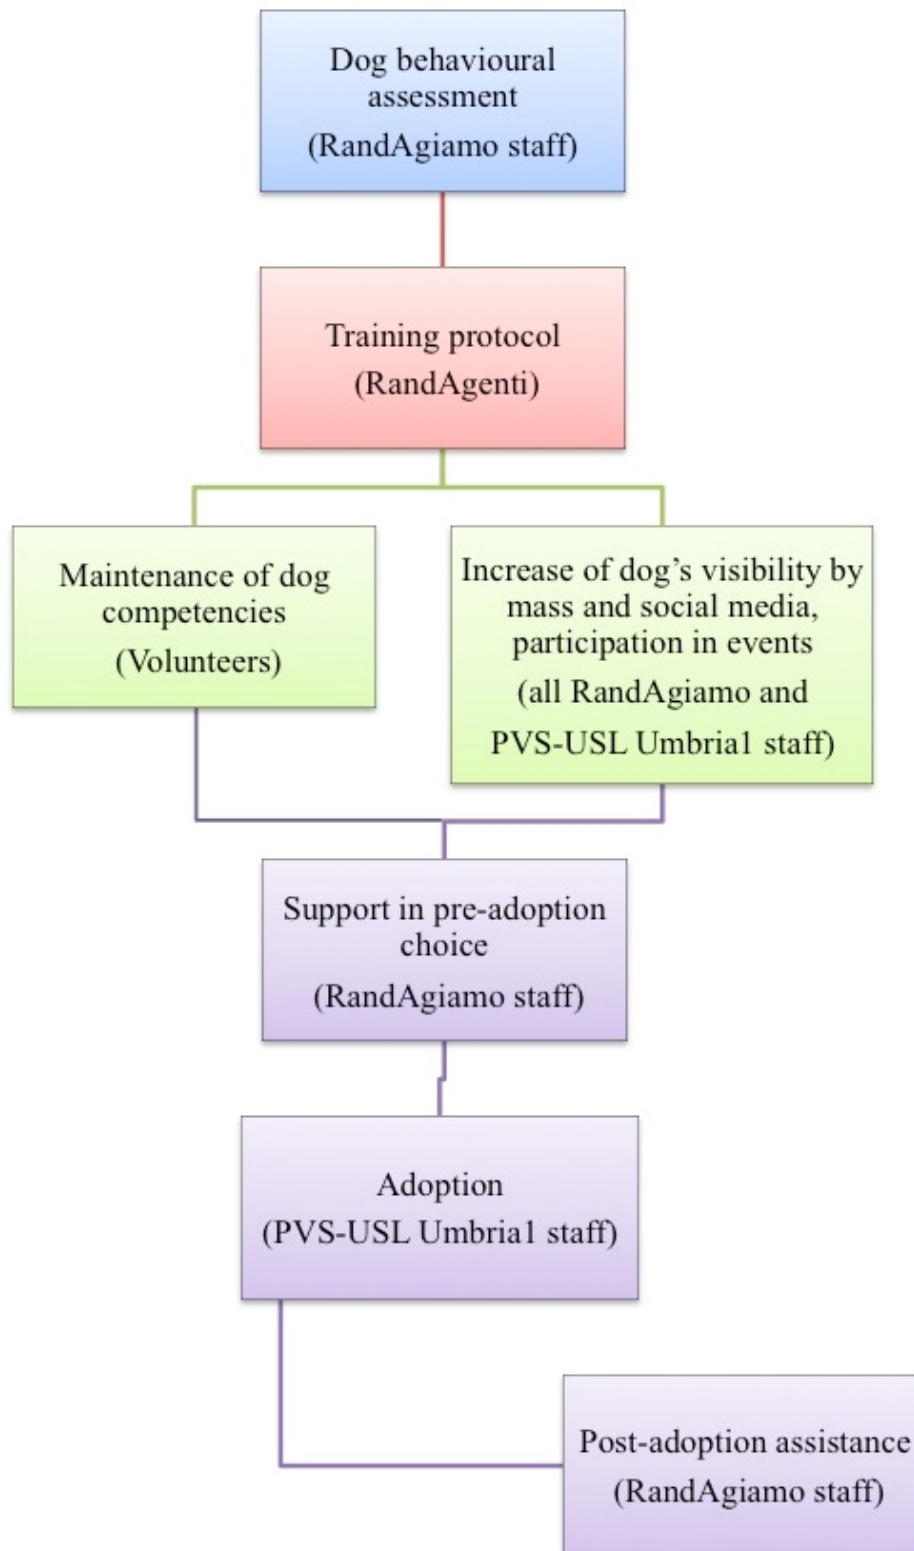 Dog behavioural
assessment
(RandAgiamo staff)
Training protocol
(RandAgenti)
Maintenance of dog
competencies
(Volunteers)
Increase of dog’s visibility by
mass and social media,
participation in events
(all RandAgiamo and
PVS-USL Umbria1 staff)
Support in pre-adoption
choice
(RandAgiamo staff)
Adoption
(PVS-USL Umbria1 staff)
Post-adoption assistance
(RandAgiamo staff)